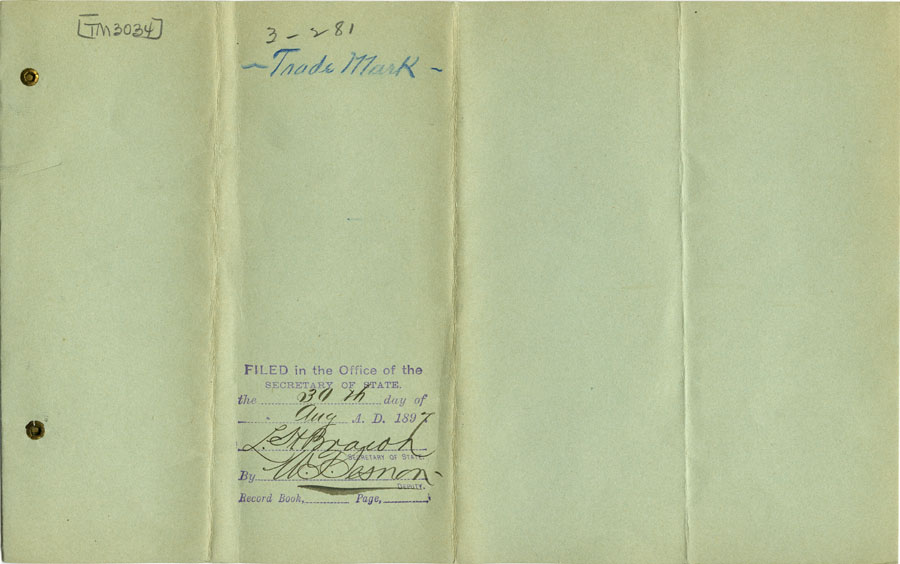 [TM3034]
3-281
- Trade Mark -
FILED in the Office of the
SECRETARY OF STATE.
the 30th day of
Aug A. D. 1897
L. H. Brown
SECRETARY OF STATE.
By
DEPUTY.
Record Book, Page,